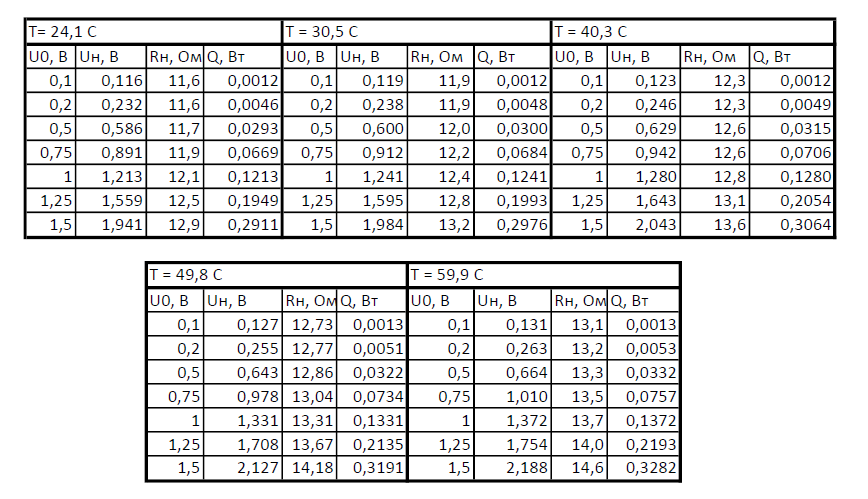 T= 24,1 C T = 30,5 C T = 40,3 C
U0, В Uн, В Rн, Ом Q, Вт U0, В Uн, В Rн, Ом Q, Вт U0, В Uн, В Rн, Ом Q, Вт
0,1 0,116 11,6 0,0012 0,1 0,119 11,9 0,0012 0,1 0,123 12,3 0,0012
0,2 0,232 11,6 0,0046 0,2 0,238 11,9 0,0048 0,2 0,246 12,3 0,0049
0,5 0,586 11,7 0,0293 0,5 0,600 12,0 0,0300 0,5 0,629 12,6 0,0315
0,75 0,891 11,9 0,0669 0,75 0,912 12,2 0,0684 0,75 0,942 12,6 0,0706
1 1,213 12,1 0,1213 1 1,241 12,4 0,1241 1 1,280 12,8 0,1280
1,25 1,559 12,5 0,1949 1,25 1,595 12,8 0,1993 1,25 1,643 13,1 0,2054
1,5 1,941 12,9 0,2911 1,5 1,984 13,2 0,2976 1,5 2,043 13,6 0,3064
T = 49,8 C T = 59,9 C
U0, В Uн, В Rн, Ом Q, Вт U0, В Uн, В Rн, Ом Q, Вт
0,1 0,127 12,73 0,0013 0,1 0,131 13,1 0,0013
0,2 0,255 12,77 0,0051 0,2 0,263 13,2 0,0053
0,5 0,643 12,86 0,0322 0,5 0,664 13,3 0,0332
0,75 0,978 13,04 0,0734 0,75 1,010 13,5 0,0757
1 1,331 13,31 0,1331 1 1,372 13,7 0,1372
1,25 1,708 13,67 0,2135 1,25 1,754 14,0 0,2193
1,5 2,127 14,18 0,3191 1,5 2,188 14,6 0,3282